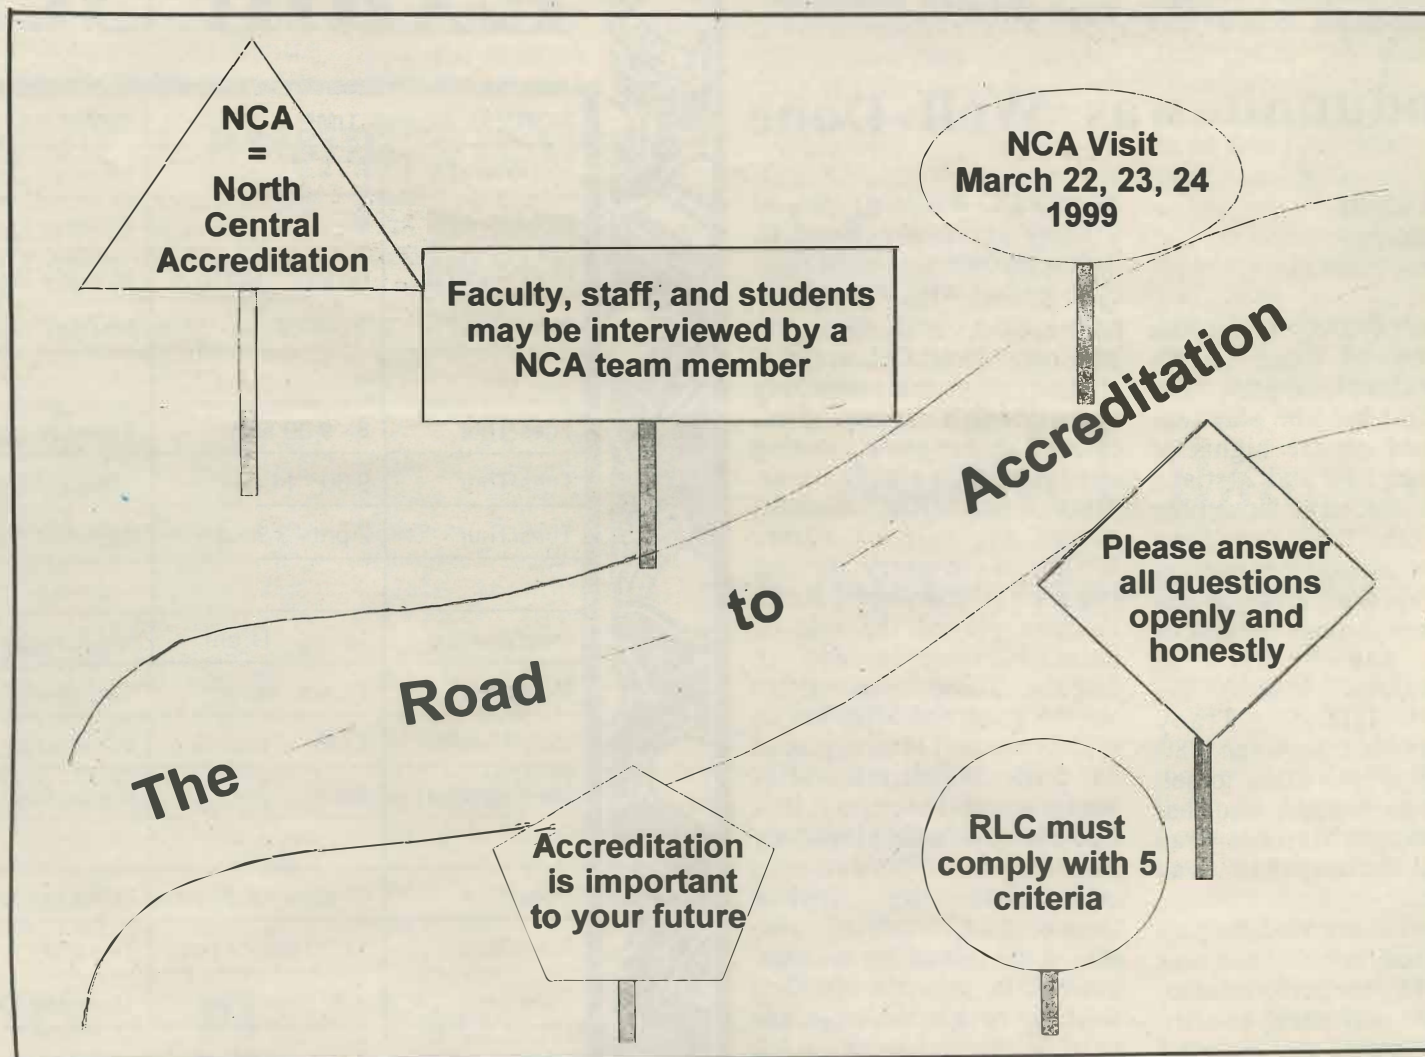 NCA
=
North
Central
Accreditation
NCA Visit
March 22, 23, 24
1999
Faculty, staff, and students
may be interviewed by a
NCA team member
The Road to Accreditation
Please answer
all questions
openly and
honestly
Accreditation
is important
to your future
RLC must
comply with 5
criteria